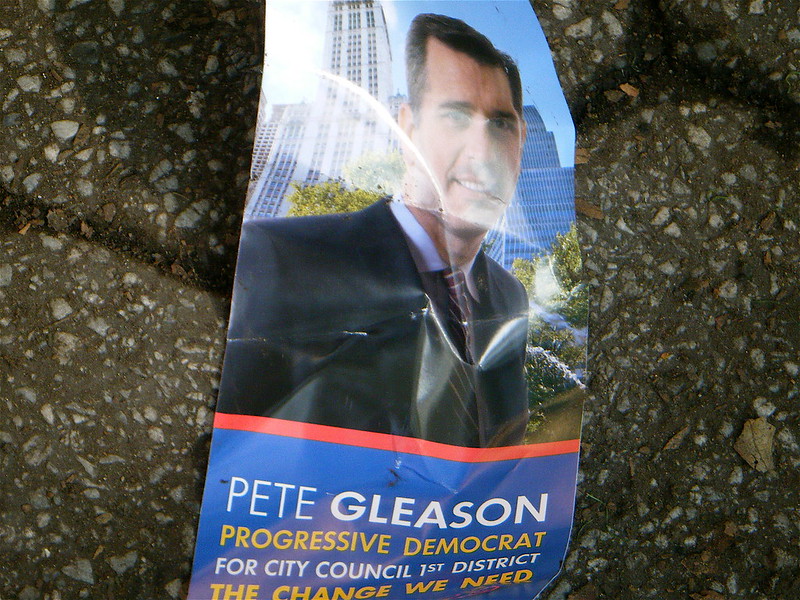 PETE GLEASON
PROGRESSIVE DEMOCRAT
FOR CITY COUNCIL 1ST DISTRICT
THE CHANGE WE NEED